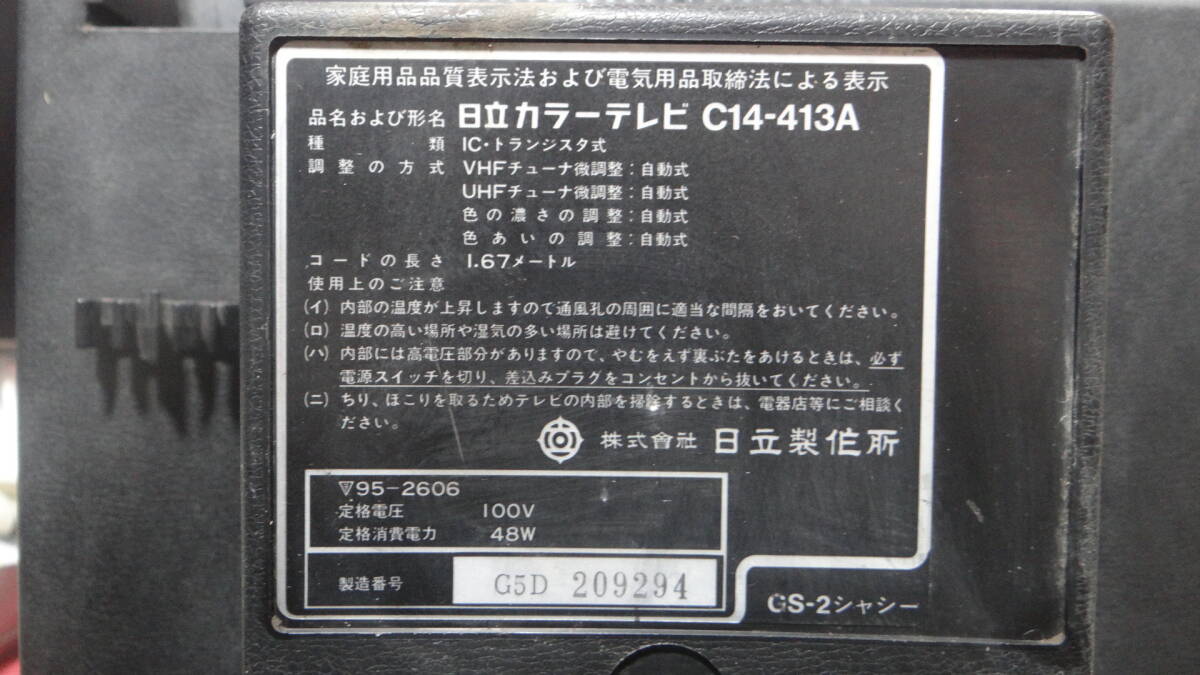 家庭用品品質表示法および電気用品取締法による表示
品名および形名 日立カラーテレビ C14-413A
種類 IC・トランジスタ式
調整の方式 VHFチューナ微調整：自動式
UHFチューナ微調整：自動式
色の濃さの調整：自動式
色あいの調整：自動式
コードの長さ 1.67メートル
使用上のご注意
(イ) 内部の温度が上昇しますので通風孔の周囲に適当な間隔をおいてください。
(ロ) 温度の高い場所や湿気の多い場所は避けてください。
(ハ) 内部には高電圧部分がありますので、やむをえず裏ぶたをあけるときは、必ず
電源スイッチを切り、差込みプラグをコンセントから抜いてください。
(ニ) ちり、ほこりを取るためテレビの内部を掃除するときは、電器店等にご相談く
ださい。
株式會社 日立製作所
95-2606
定格電圧 100V
定格消費電力 48W
製造番号 G5D 209294
GS-2シャシー